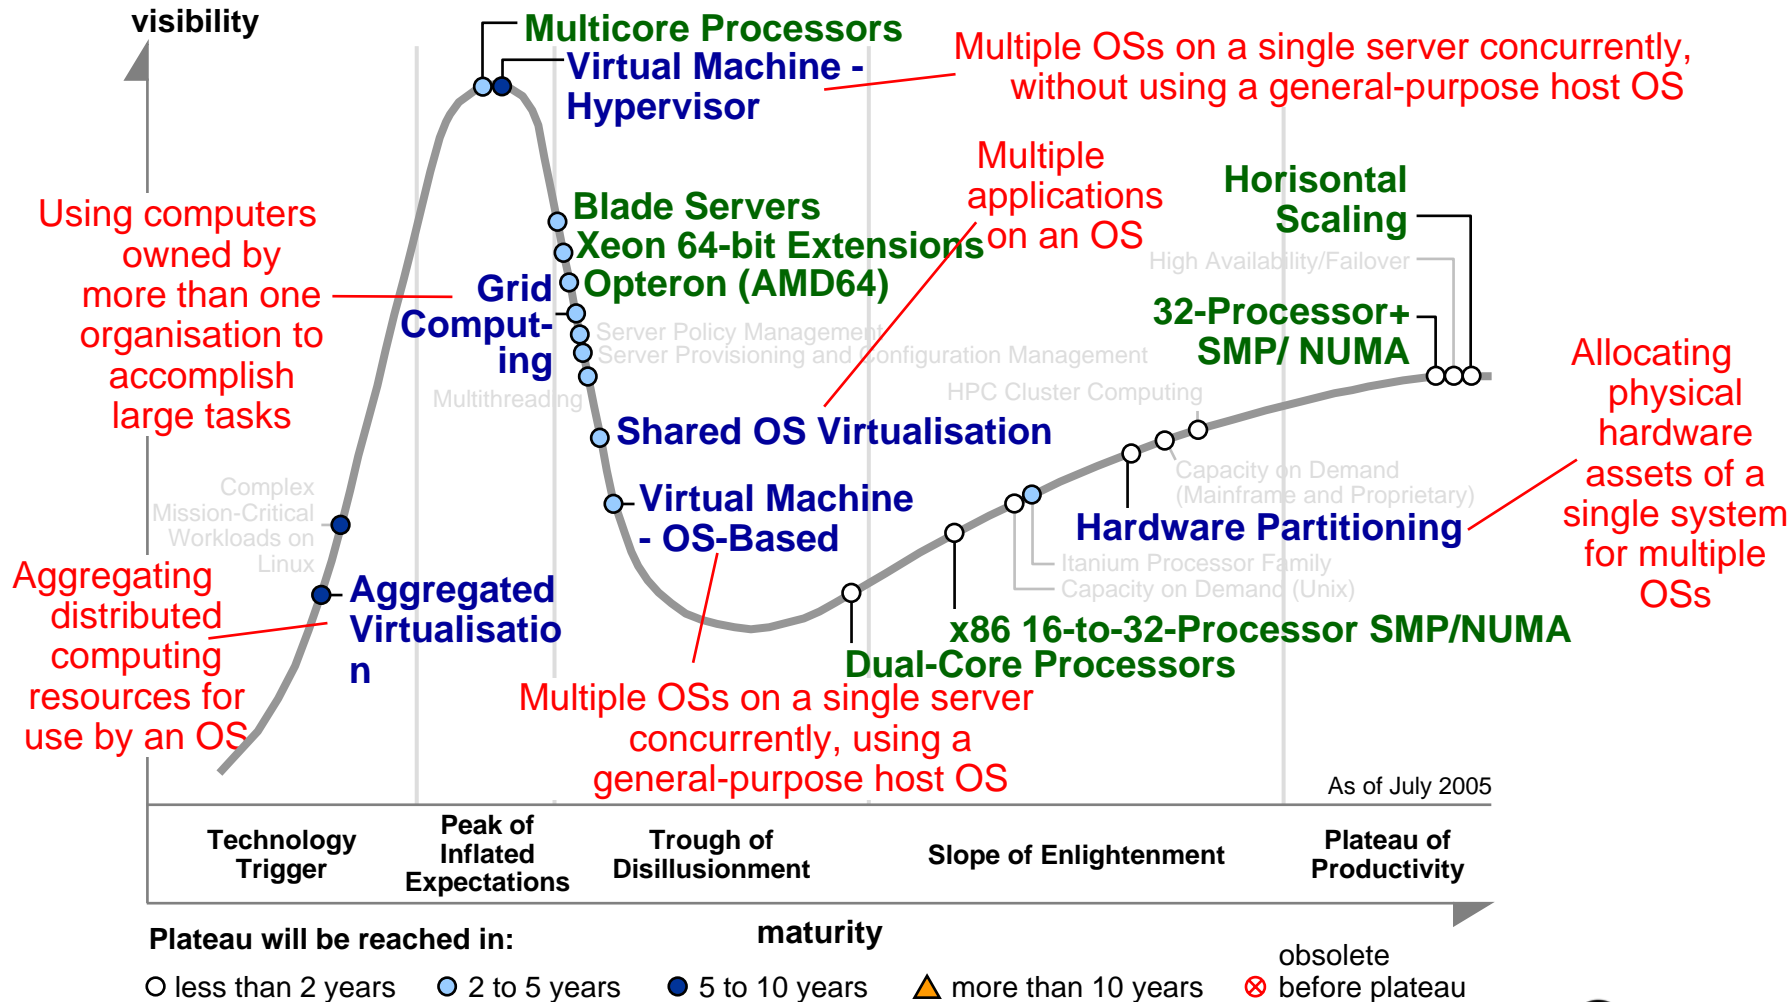 visibility
Multicore Processors
Virtual Machine -
Hypervisor
Multiple OSs on a single server concurrently,
without using a general-purpose host OS
Multiple
applications
on an OS
Horisontal
Scaling
Using computers
owned by
more than one
organisation to
accomplish
large tasks
Blade Servers
Xeon 64-bit Extensions
Opteron (AMD64)
High Availability/Failover
Grid
Comput-
ing
32-Processor+
SMP/ NUMA
Server Policy Management
Server Provisioning and Configuration Management
Multithreading
HPC Cluster Computing
Allocating
physical
hardware
assets of a
single system
for multiple
OSs
Shared OS Virtualisation
Capacity on Demand
(Mainframe and Proprietary)
Complex
Mission-Critical
Workloads on
Linux
Virtual Machine
- OS-Based
Hardware Partitioning
Itanium Processor Family
Capacity on Demand (Unix)
Aggregating
distributed
computing
resources for
use by an OS
Aggregated
Virtualisatio
n
x86 16-to-32-Processor SMP/NUMA
Dual-Core Processors
Multiple OSs on a single server
concurrently, using a
general-purpose host OS
As of July 2005
Technology
Trigger
Peak of
Inflated
Expectations
Trough of
Disillusionment
Slope of Enlightenment
Plateau of
Productivity
maturity
Plateau will be reached in:
less than 2 years
2 to 5 years
5 to 10 years
more than 10 years
obsolete
before plateau